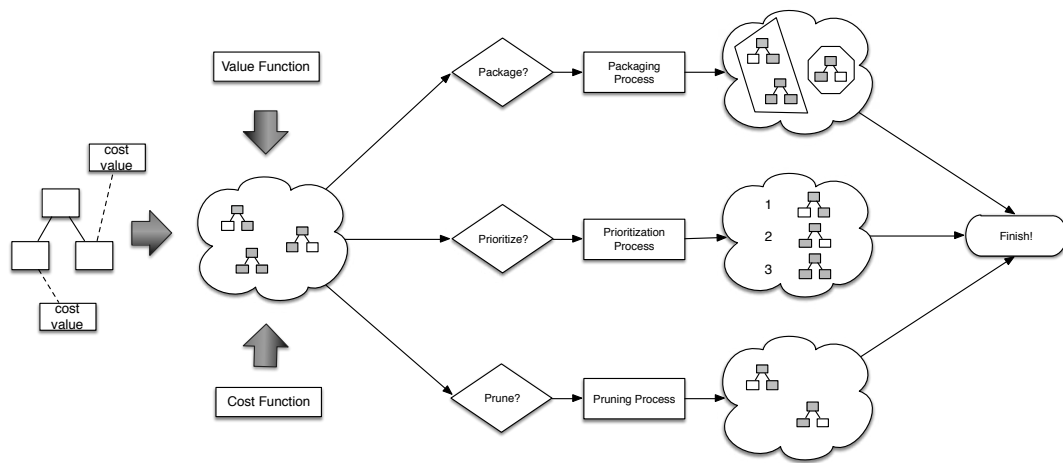 Value Function
Package?
Packaging
Process
cost
value
1
2
3
Prioritize?
Prioritization
Process
Finish!
cost
value
Cost Function
Prune?
Pruning Process